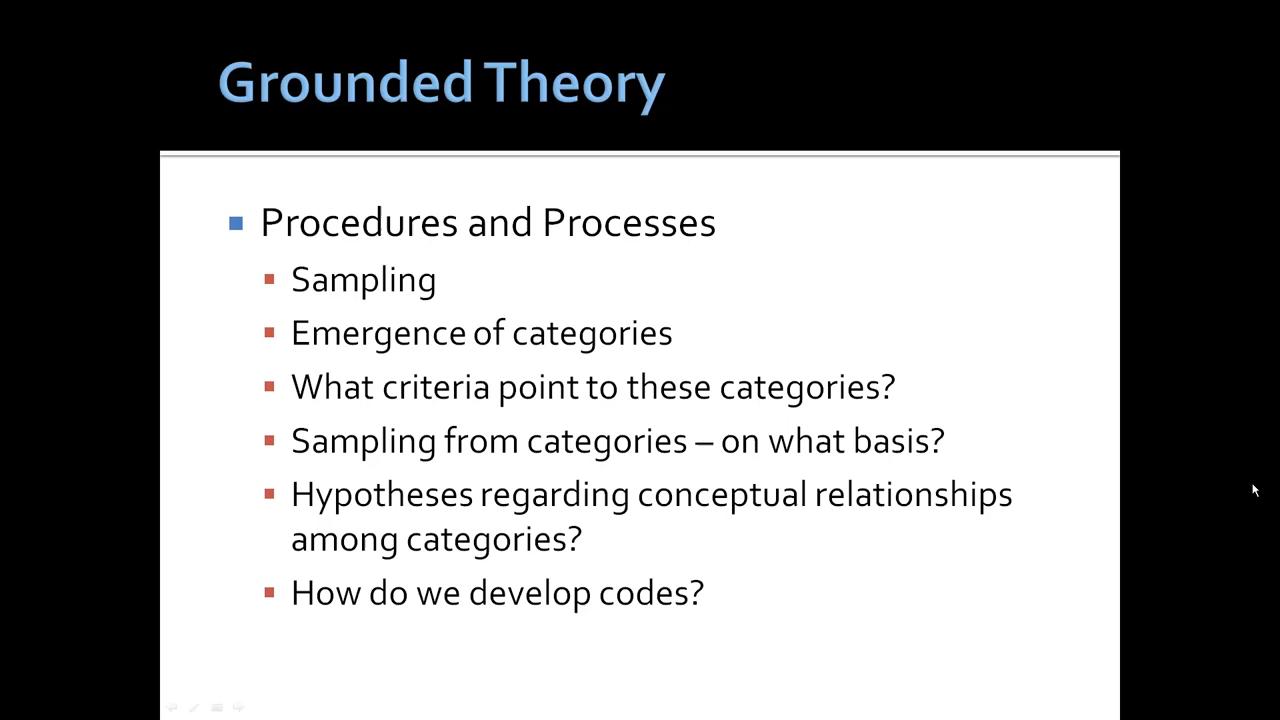 Grounded Theory
Procedures and Processes
Sampling
Emergence of categories
What criteria point to these categories?
Sampling from categories – on what basis?
Hypotheses regarding conceptual relationships
among categories?
How do we develop codes?